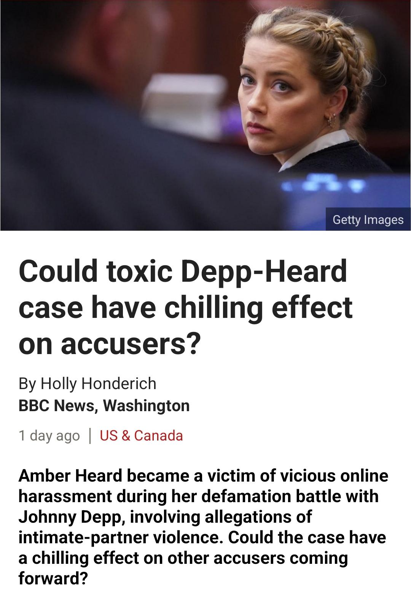 Getty Images
Could toxic Depp-Heard
case have chilling effect
on accusers?
By Holly Honderich
BBC News, Washington
1 day ago | US & Canada
Amber Heard became a victim of vicious online
harassment during her defamation battle with
Johnny Depp, involving allegations of
intimate-partner violence. Could the case have
a chilling effect on other accusers coming
forward?